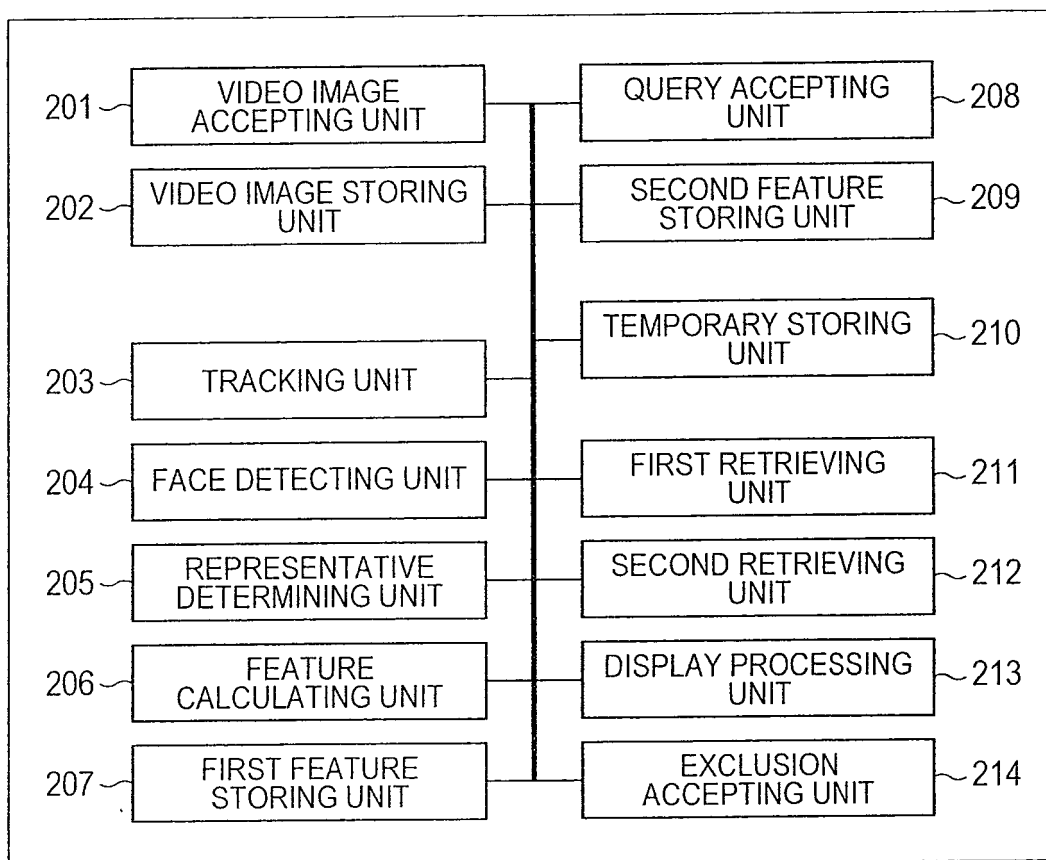 201
VIDEO IMAGE
ACCEPTING UNIT
202
VIDEO IMAGE STORING
UNIT
203
TRACKING UNIT
204
FACE DETECTING UNIT
205
REPRESENTATIVE
DETERMINING UNIT
206
FEATURE
CALCULATING UNIT
207
FIRST FEATURE
STORING UNIT
QUERY ACCEPTING
UNIT
208
SECOND FEATURE
STORING UNIT
209
TEMPORARY STORING
UNIT
210
FIRST RETRIEVING
UNIT
211
SECOND RETRIEVING
UNIT
212
DISPLAY PROCESSING
UNIT
213
EXCLUSION
ACCEPTING UNIT
214